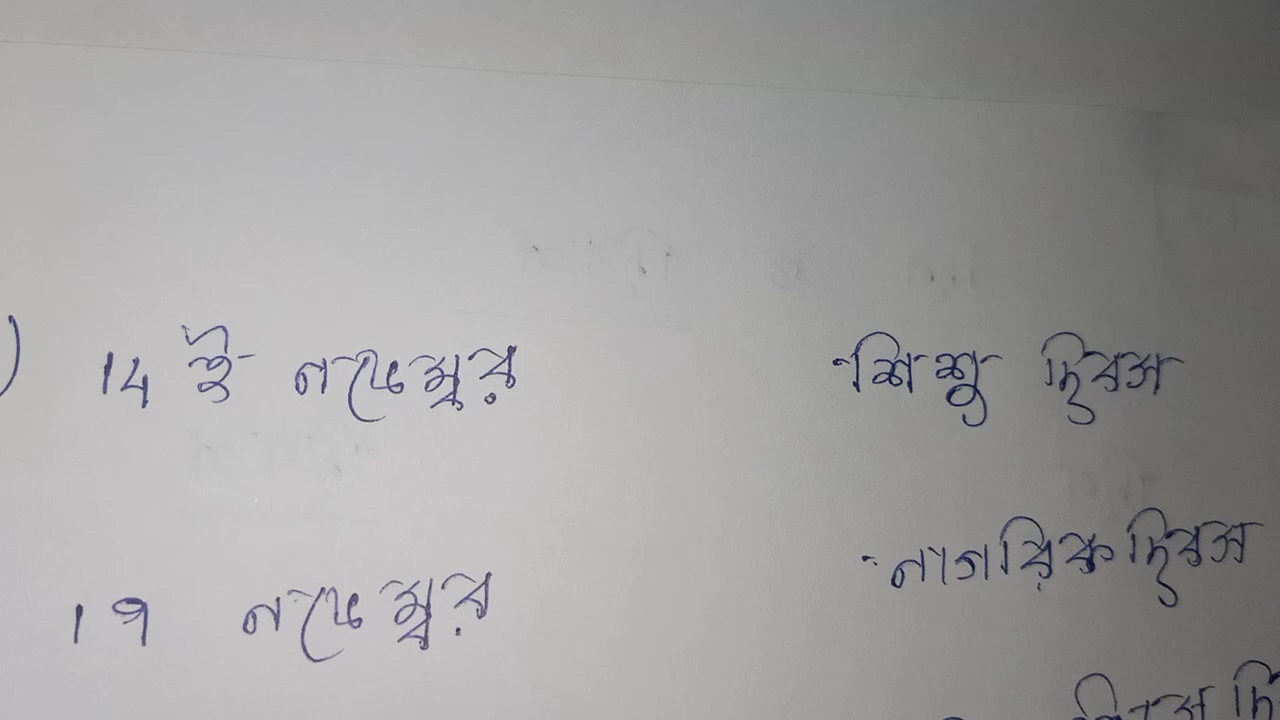 ) 14 ই নভেম্বর শিশু দিবস
19 নভেম্বর নাগরিক দিবস